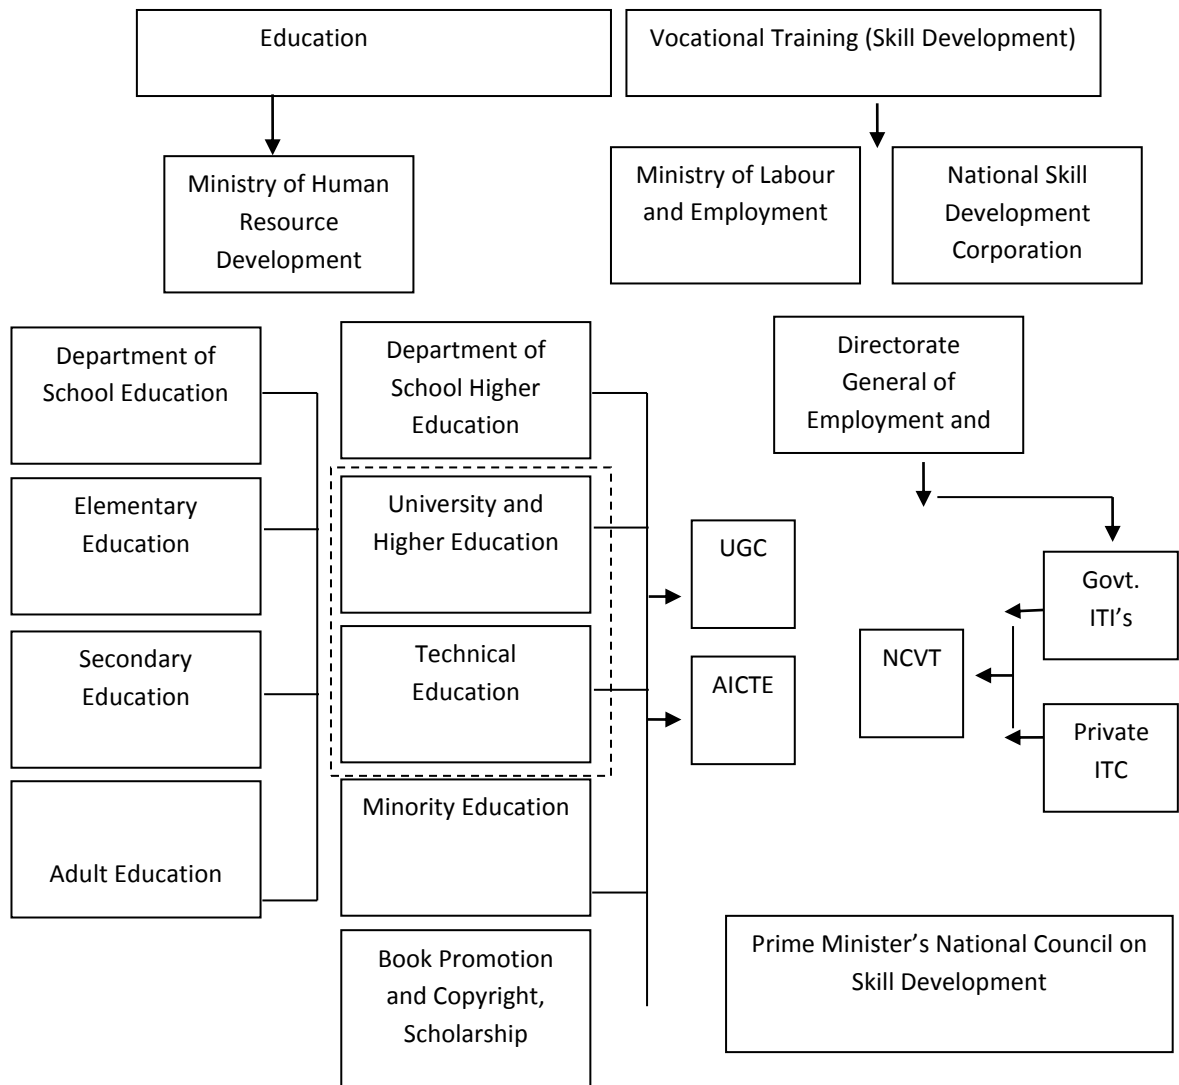 Education
Vocational Training (Skill Development)
Ministry of Human
Resource
Development
Ministry of Labour
and Employment
National Skill
Development
Corporation
Department of
School Education
Department of
School Higher
Education
Directorate
General of
Employment and
Elementary
Education
University and
Higher Education
UGC
Govt.
ITI’s
Secondary
Education
Technical
Education
AICTE
NCVT
Private
ITC
Adult Education
Minority Education
Book Promotion
and Copyright,
Scholarship
Prime Minister’s National Council on
Skill Development